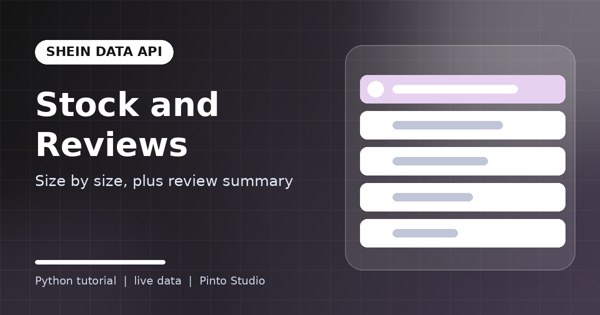 SHEIN DATA API
Stock and
Reviews
Size by size, plus review summary
Python tutorial | live data | Pinto Studio